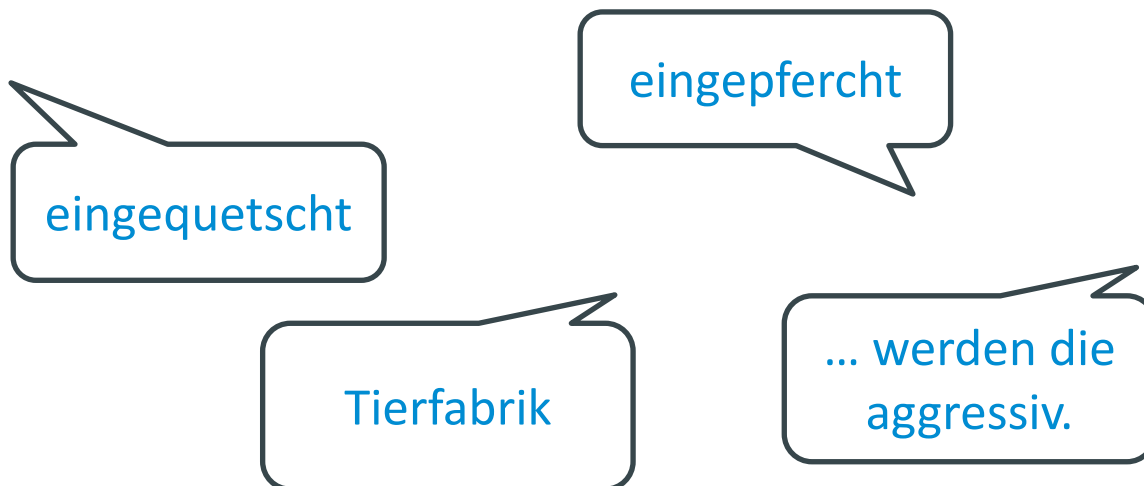 eingepfercht
eingequetscht
Tierfabrik
... werden die
aggressiv.